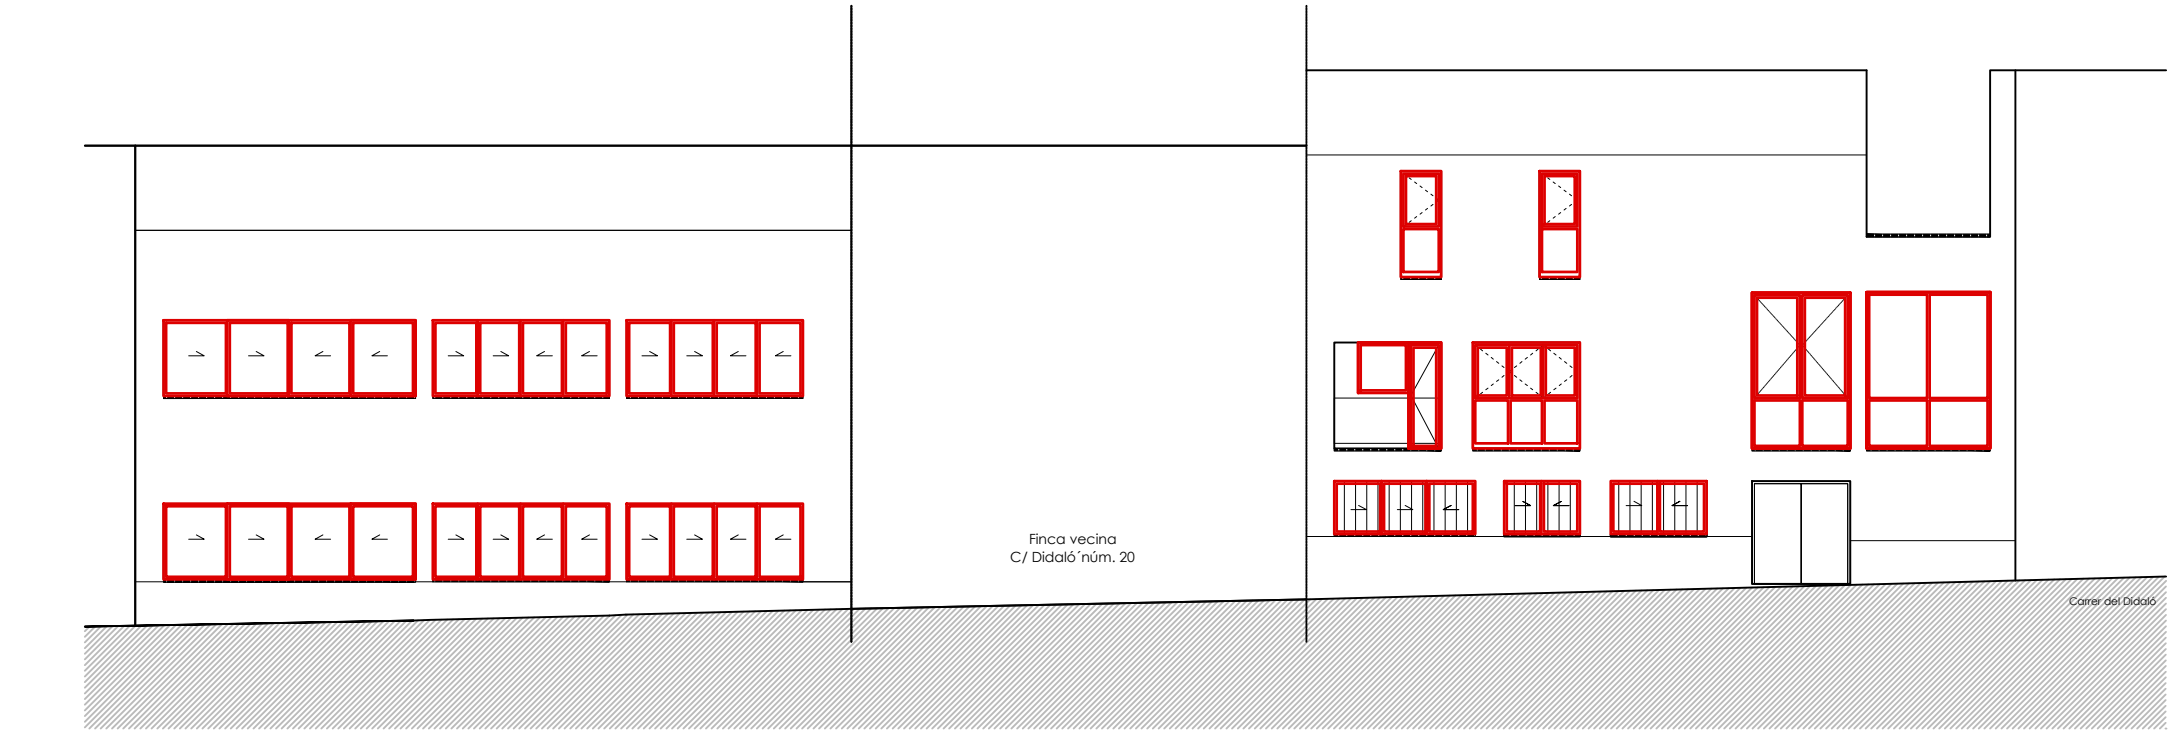 Finca vecina
C/ Didaló´núm. 20
Carrer del Didaló